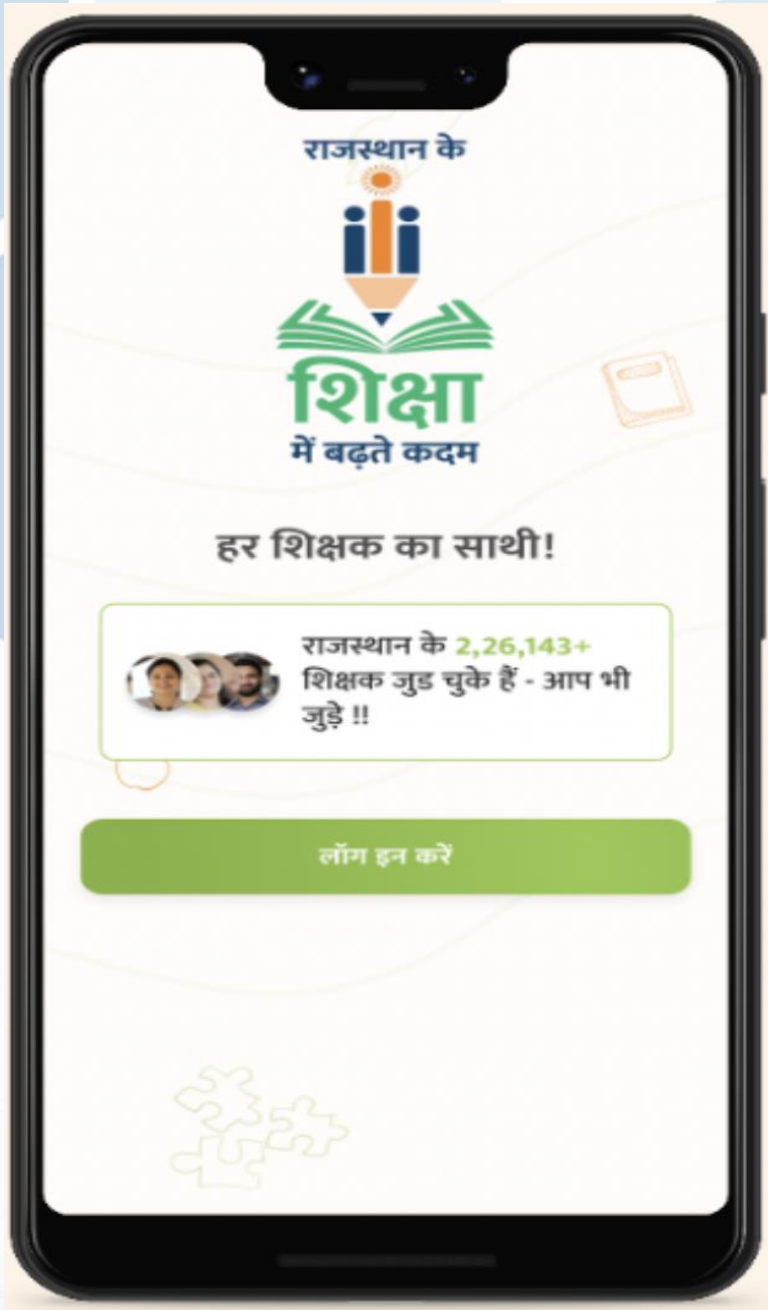 राजस्थान के
शिक्षा
में बढ़ते कदम
हर शिक्षक का साथी!
राजस्थान के 2,26,143+
शिक्षक जुड चुके हैं - आप भी
जुड़े !!
लॉग इन करें